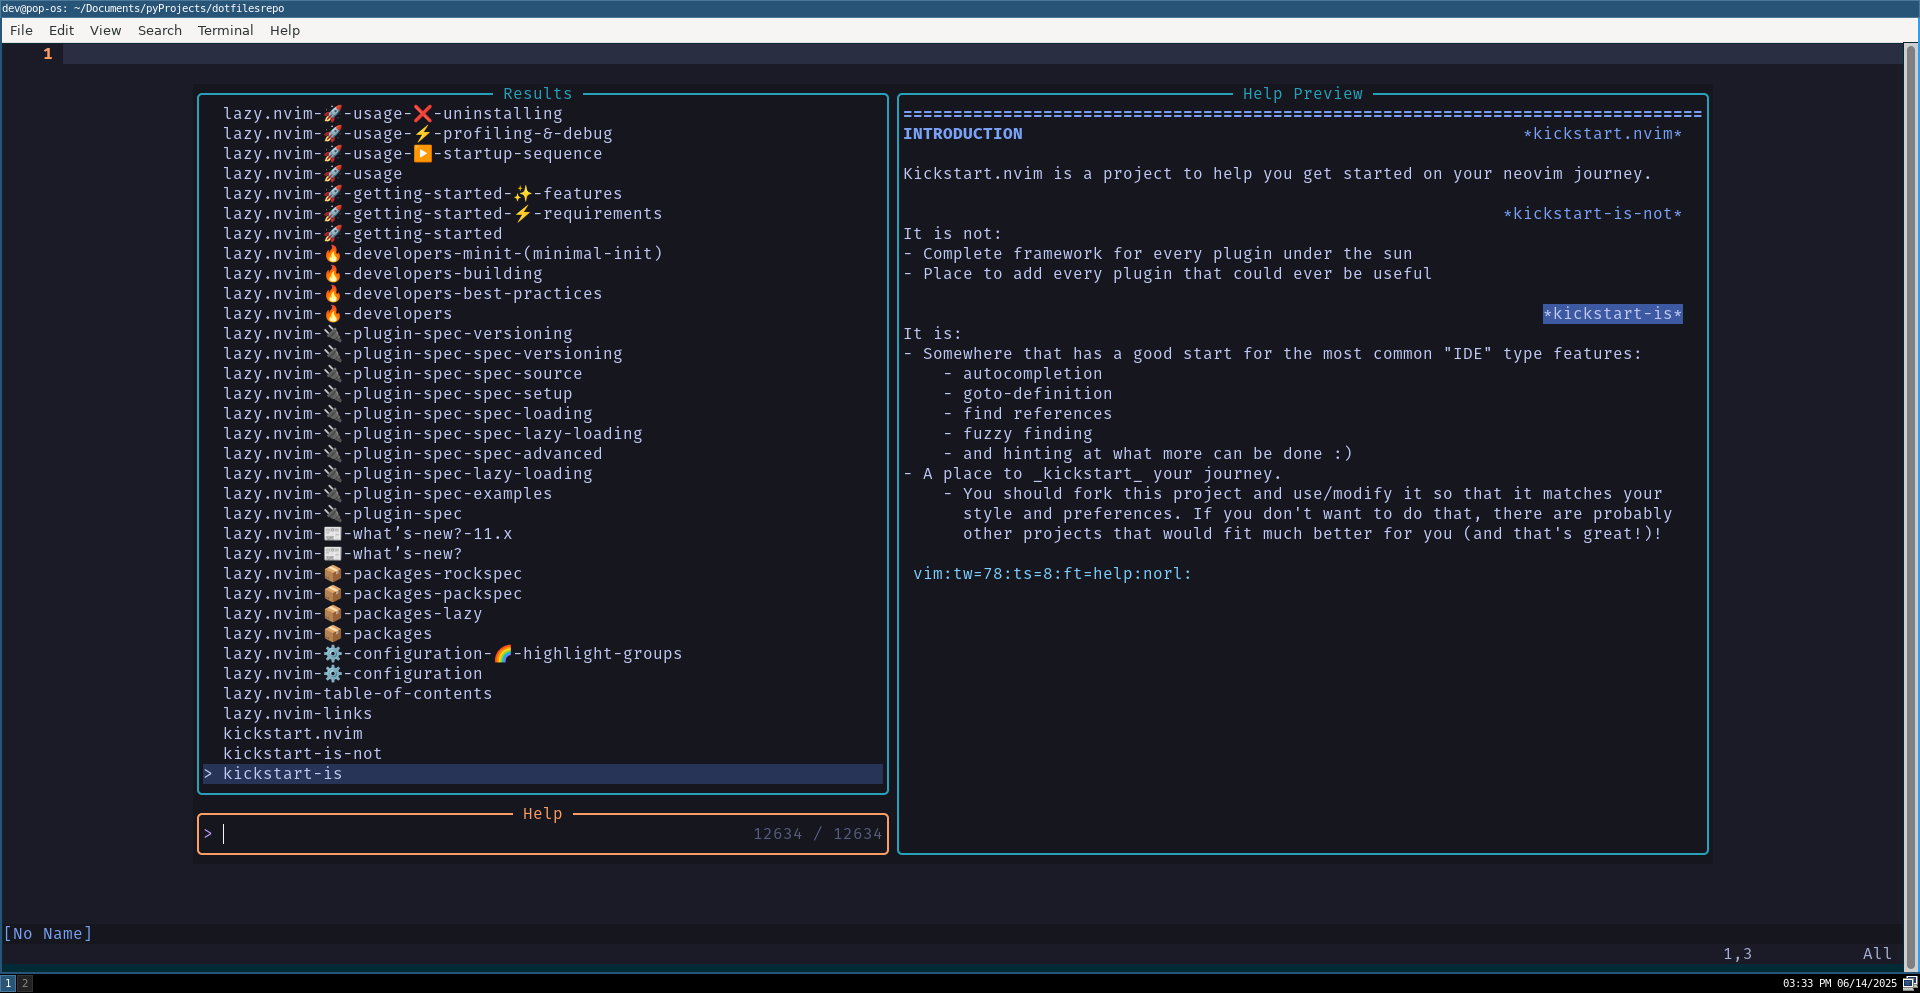 dev@pop-os: ~/Documents/pyProjects/dotfilesrepo
File Edit View Search Terminal Help
1
Results
lazy.nvim-🚀-usage-❌-uninstalling
lazy.nvim-🚀-usage-⚡-profiling-&-debug
lazy.nvim-🚀-usage-▶️-startup-sequence
lazy.nvim-🚀-usage
lazy.nvim-🚀-getting-started-✨-features
lazy.nvim-🚀-getting-started-⚡-requirements
lazy.nvim-🚀-getting-started
lazy.nvim-🔥-developers-minit-(minimal-init)
lazy.nvim-🔥-developers-building
lazy.nvim-🔥-developers-best-practices
lazy.nvim-🔥-developers
lazy.nvim-🔌-plugin-spec-versioning
lazy.nvim-🔌-plugin-spec-spec-versioning
lazy.nvim-🔌-plugin-spec-spec-source
lazy.nvim-🔌-plugin-spec-spec-setup
lazy.nvim-🔌-plugin-spec-spec-loading
lazy.nvim-🔌-plugin-spec-spec-lazy-loading
lazy.nvim-🔌-plugin-spec-spec-advanced
lazy.nvim-🔌-plugin-spec-lazy-loading
lazy.nvim-🔌-plugin-spec-examples
lazy.nvim-🔌-plugin-spec
lazy.nvim-📰-what’s-new?-11.x
lazy.nvim-📰-what’s-new?
lazy.nvim-📦-packages-rockspec
lazy.nvim-📦-packages-packspec
lazy.nvim-📦-packages-lazy
lazy.nvim-📦-packages
lazy.nvim-⚙️-configuration-🌈-highlight-groups
lazy.nvim-⚙️-configuration
lazy.nvim-table-of-contents
lazy.nvim-links
kickstart.nvim
kickstart-is-not
> kickstart-is
Help
> 12634 / 12634
Help Preview
================================================================================
INTRODUCTION *kickstart.nvim*
Kickstart.nvim is a project to help you get started on your neovim journey.
*kickstart-is-not*
It is not:
- Complete framework for every plugin under the sun
- Place to add every plugin that could ever be useful
*kickstart-is*
It is:
- Somewhere that has a good start for the most common "IDE" type features:
- autocompletion
- goto-definition
- find references
- fuzzy finding
- and hinting at what more can be done :)
- A place to _kickstart_ your journey.
- You should fork this project and use/modify it so that it matches your
style and preferences. If you don't want to do that, there are probably
other projects that would fit much better for you (and that's great!)!
vim:tw=78:ts=8:ft=help:norl:
[No Name]
1,3 All
1 2 03:33 PM 06/14/2025